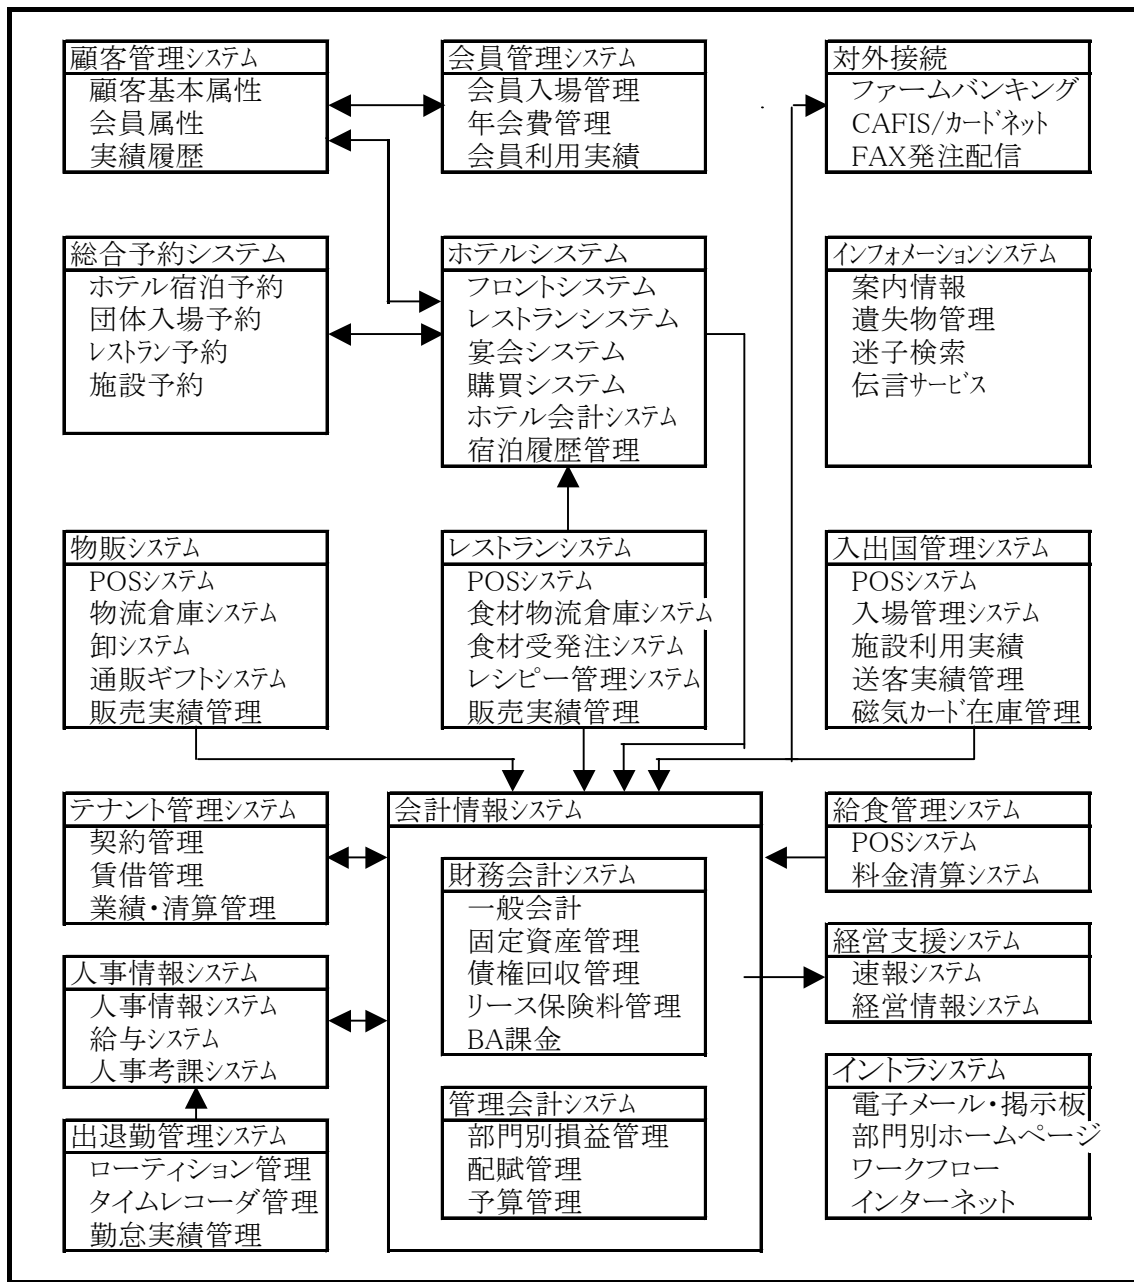 顧客管理システム
顧客基本属性
会員属性
実績履歴
会員管理システム
会員入場管理
年会費管理
会員利用実績
対外接続
ファームバンキング
CAFIS/カードネット
FAX発注配信
総合予約システム
ホテル宿泊予約
団体入場予約
レストラン予約
施設予約
ホテルシステム
フロントシステム
レストランシステム
宴会システム
購買システム
ホテル会計システム
宿泊履歴管理
インフォメーションシステム
案内情報
遺失物管理
迷子検索
伝言サービス
物販システム
POSシステム
物流倉庫システム
卸システム
通販ギフトシステム
販売実績管理
レストランシステム
POSシステム
食材物流倉庫システム
食材受発注システム
レシピー管理システム
販売実績管理
入出国管理システム
POSシステム
入場管理システム
施設利用実績
送客実績管理
磁気カード在庫管理
テナント管理システム
契約管理
賃借管理
業績・清算管理
会計情報システム
財務会計システム
一般会計
固定資産管理
債権回収管理
リース保険料管理
BA課金
管理会計システム
部門別損益管理
配賦管理
予算管理
給食管理システム
POSシステム
料金清算システム
経営支援システム
速報システム
経営情報システム
人事情報システム
人事情報システム
給与システム
人事考課システム
出退勤管理システム
ローティション管理
タイムレコーダ管理
勤怠実績管理
イントラシステム
電子メール・掲示板
部門別ホームページ
ワークフロー
インターネット